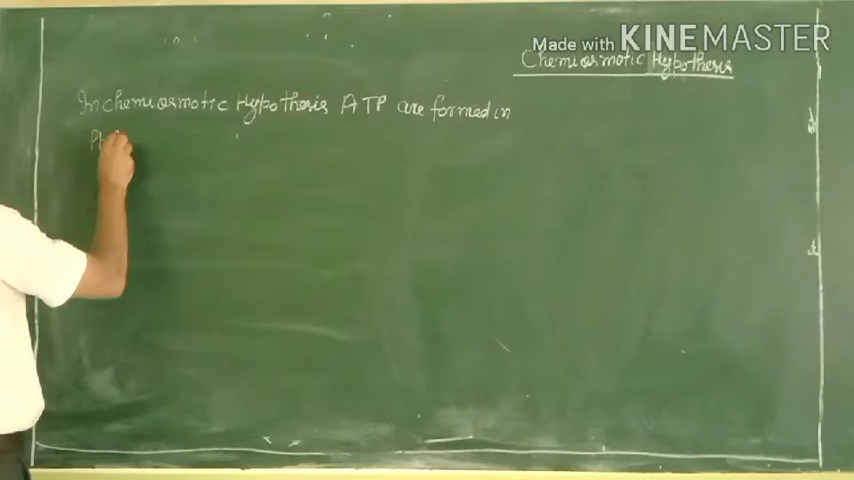 Made with KINEMASTER
Chemiosmotic Hypothesis
In chemiosmotic Hypothesis ATP are formed in